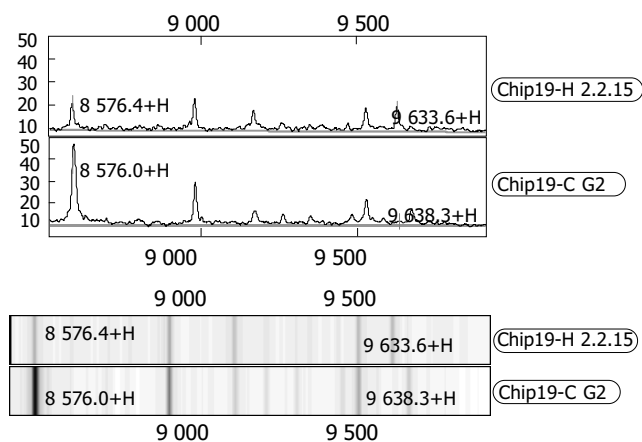 9 000 9 500
50
40
30
20
10
8 576.4+H 9 633.6+H
Chip19-H 2.2.15
50
40
30
20
10
8 576.0+H 9 638.3+H
Chip19-C G2
9 000 9 500
9 000 9 500
8 576.4+H 9 633.6+H
Chip19-H 2.2.15
8 576.0+H 9 638.3+H
Chip19-C G2
9 000 9 500